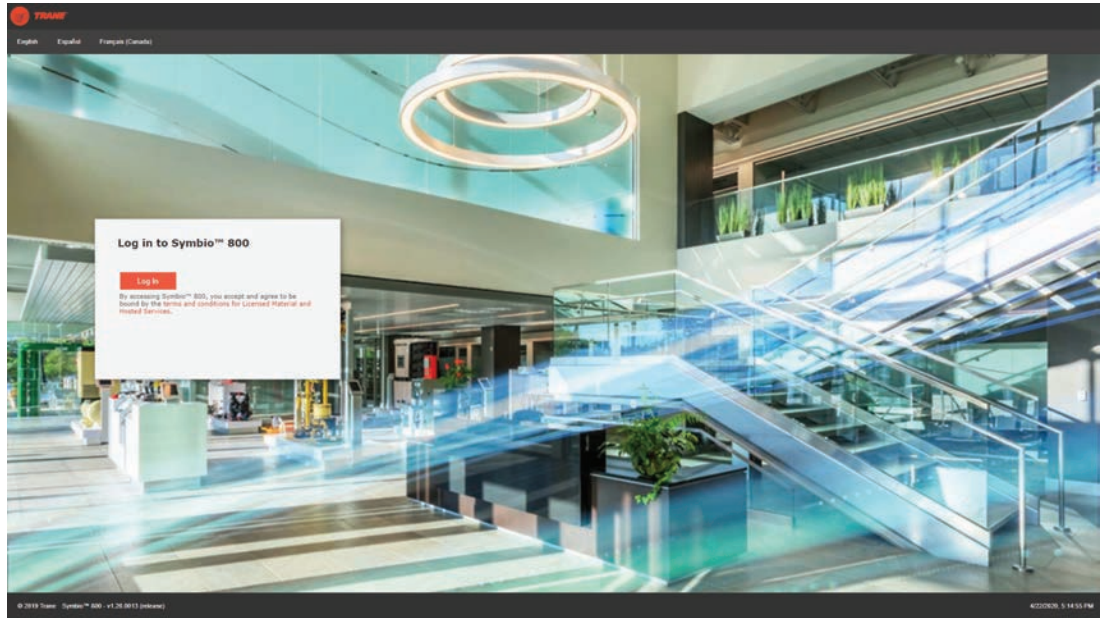 TRANE
English Español Français (Canada)
Log in to Symbio™ 800
Log In
By accessing Symbio™ 800, you accept and agree to be
bound by the terms and conditions for Licensed Material and
Hosted Services.
© 2019 Trane Symbio™ 800 - v1.20.0013 (release)
4/22/2020, 5:14:55 PM